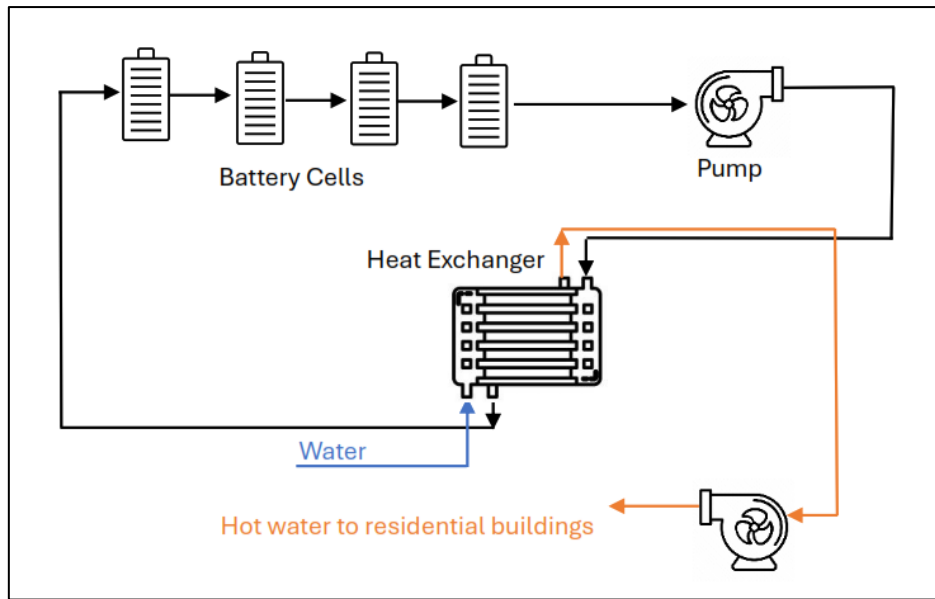 Battery Cells
Pump
Heat Exchanger
Water
Hot water to residential buildings